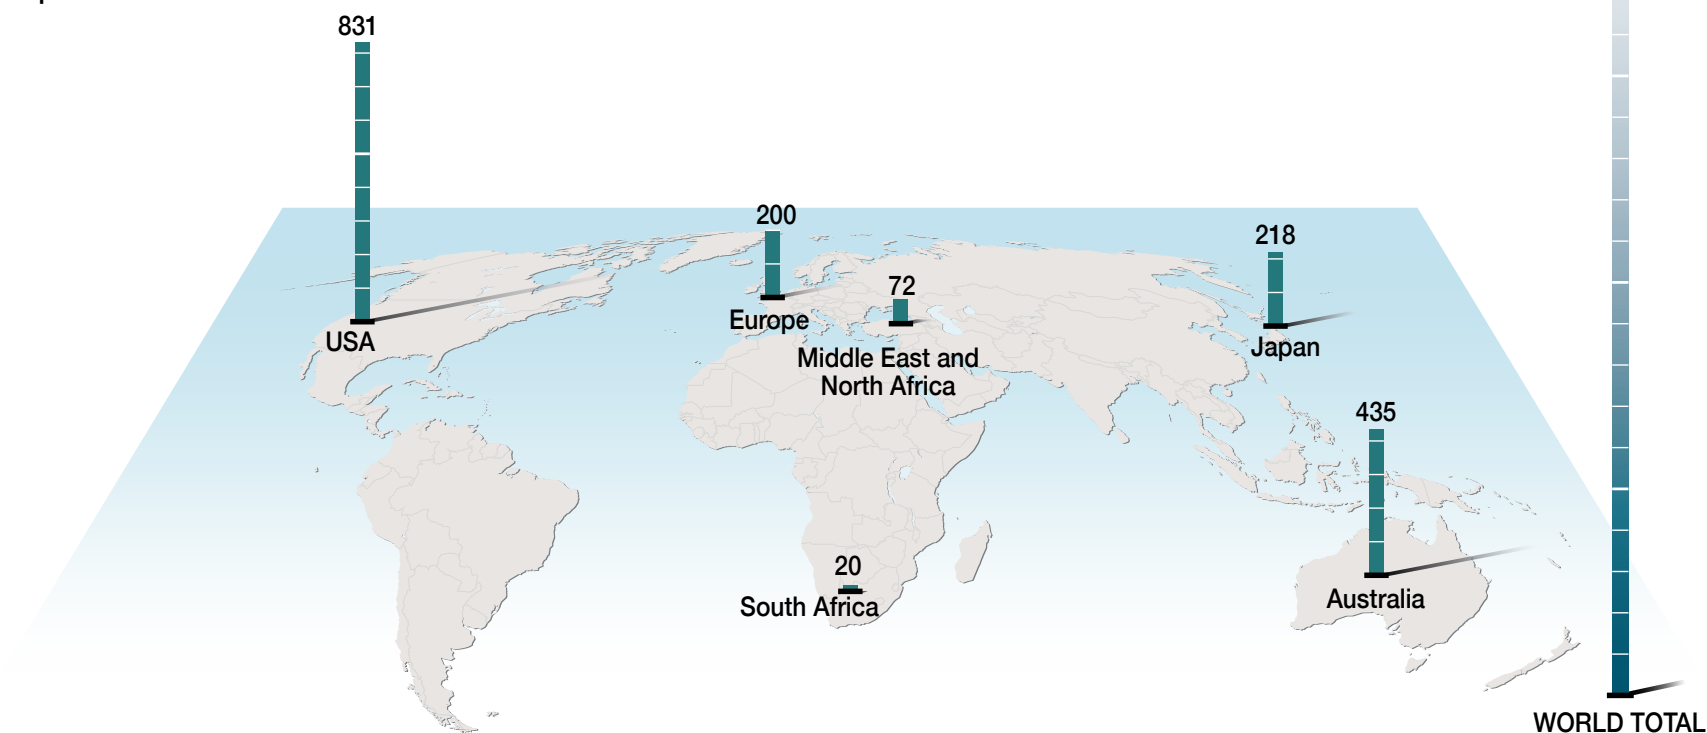 831
200
218
72
USA
Europe
Japan
Middle East and
North Africa
435
20
South Africa
Australia
WORLD TOTAL